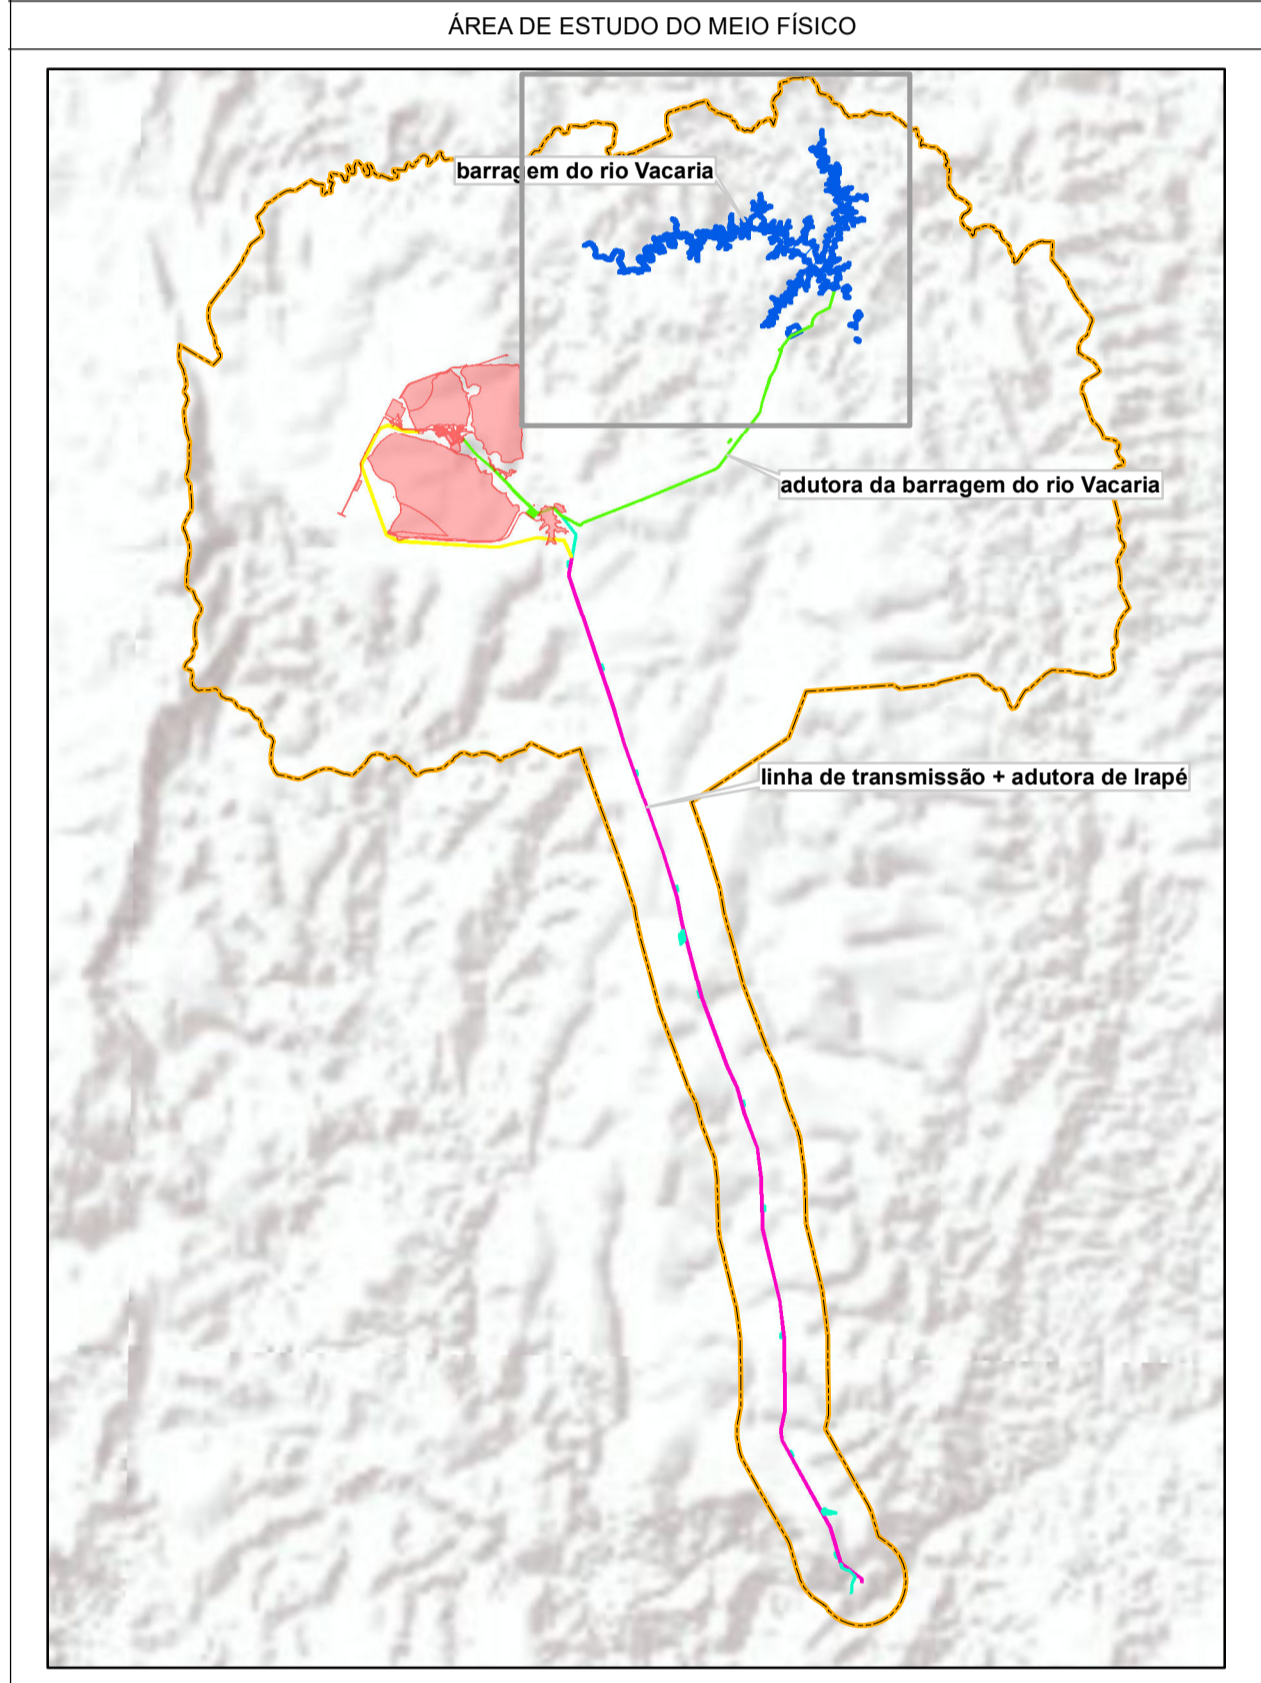 ÁREA DE ESTUDO DO MEIO FÍSICO
barragem do rio Vacaria
adutora da barragem do rio Vacaria
linha de transmissão + adutora de Irapé